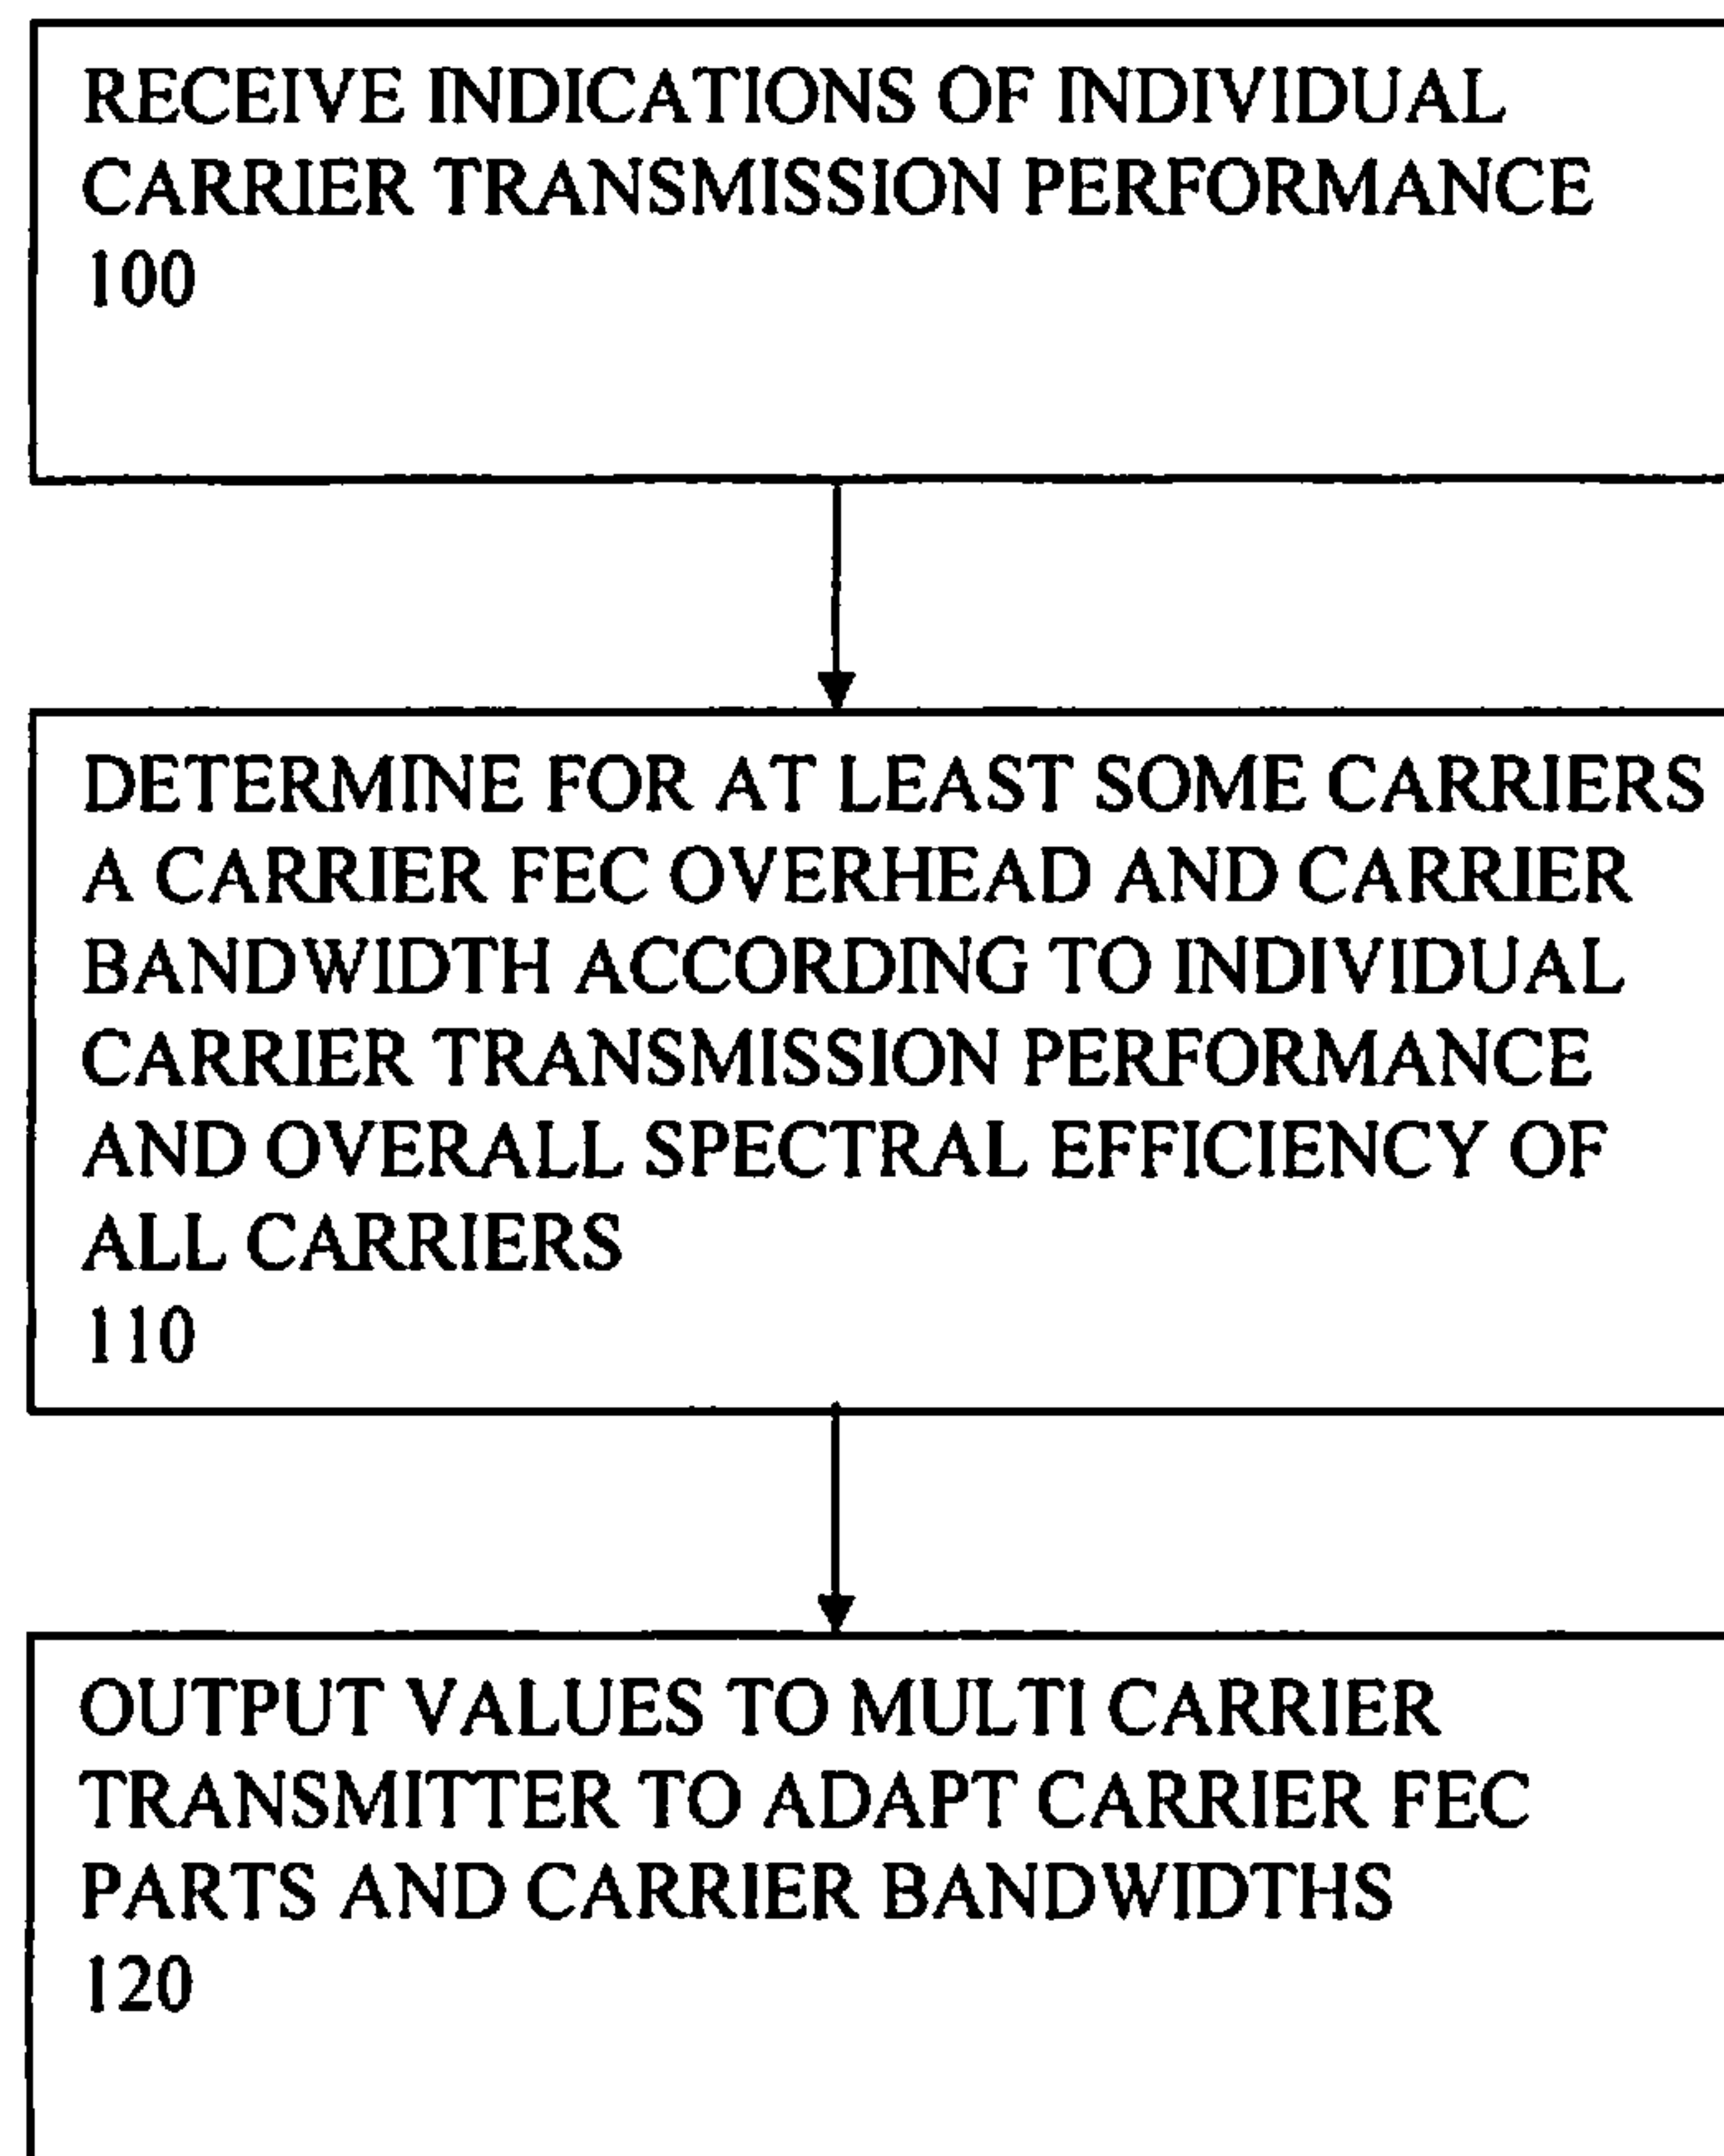 RECEIVE INDICATIONS OF INDIVIDUAL
CARRIER TRANSMISSION PERFORMANCE
100
DETERMINE FOR AT LEAST SOME CARRIERS
A CARRIER FEC OVERHEAD AND CARRIER
BANDWIDTH ACCORDING TO INDIVIDUAL
CARRIER TRANSMISSION PERFORMANCE
AND OVERALL SPECTRAL EFFICIENCY OF
ALL CARRIERS
110
OUTPUT VALUES TO MULTI CARRIER
TRANSMITTER TO ADAPT CARRIER FEC
PARTS AND CARRIER BANDWIDTHS
120